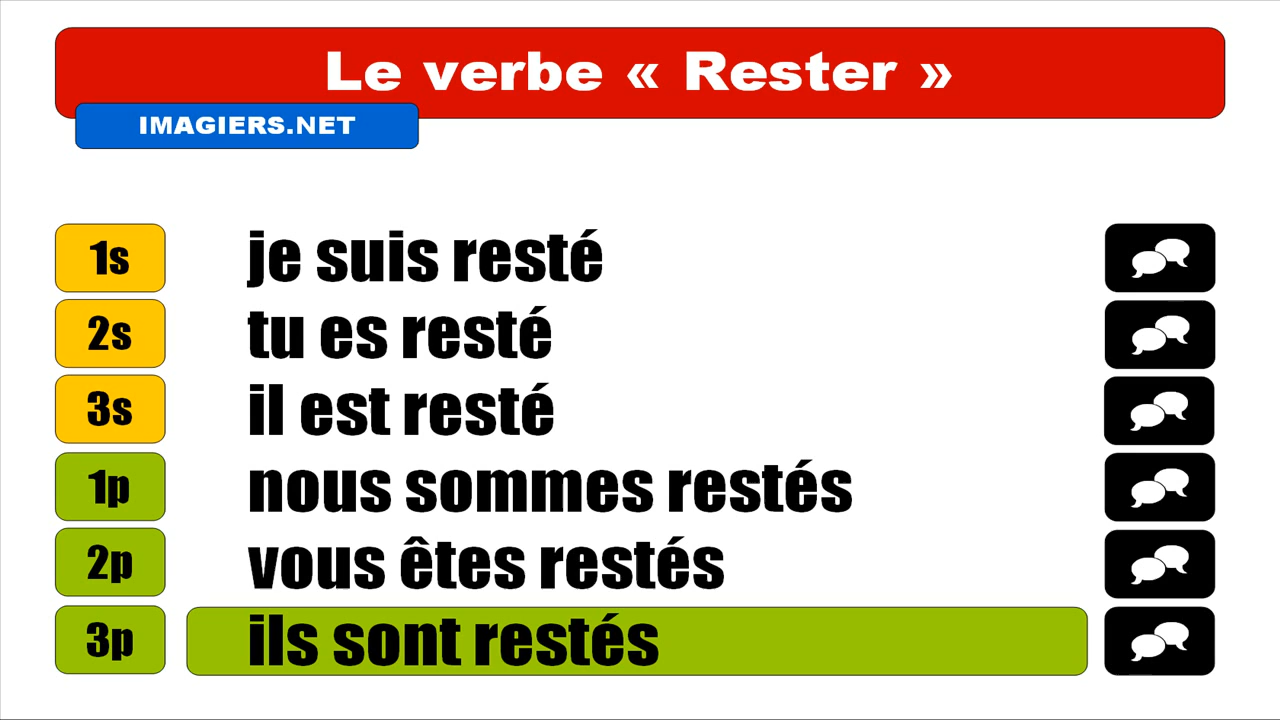 Le verbe « Rester »
IMAGIERS.NET
1s je suis resté
2s tu es resté
3s il est resté
1p nous sommes restés
2p vous êtes restés
3p ils sont restés